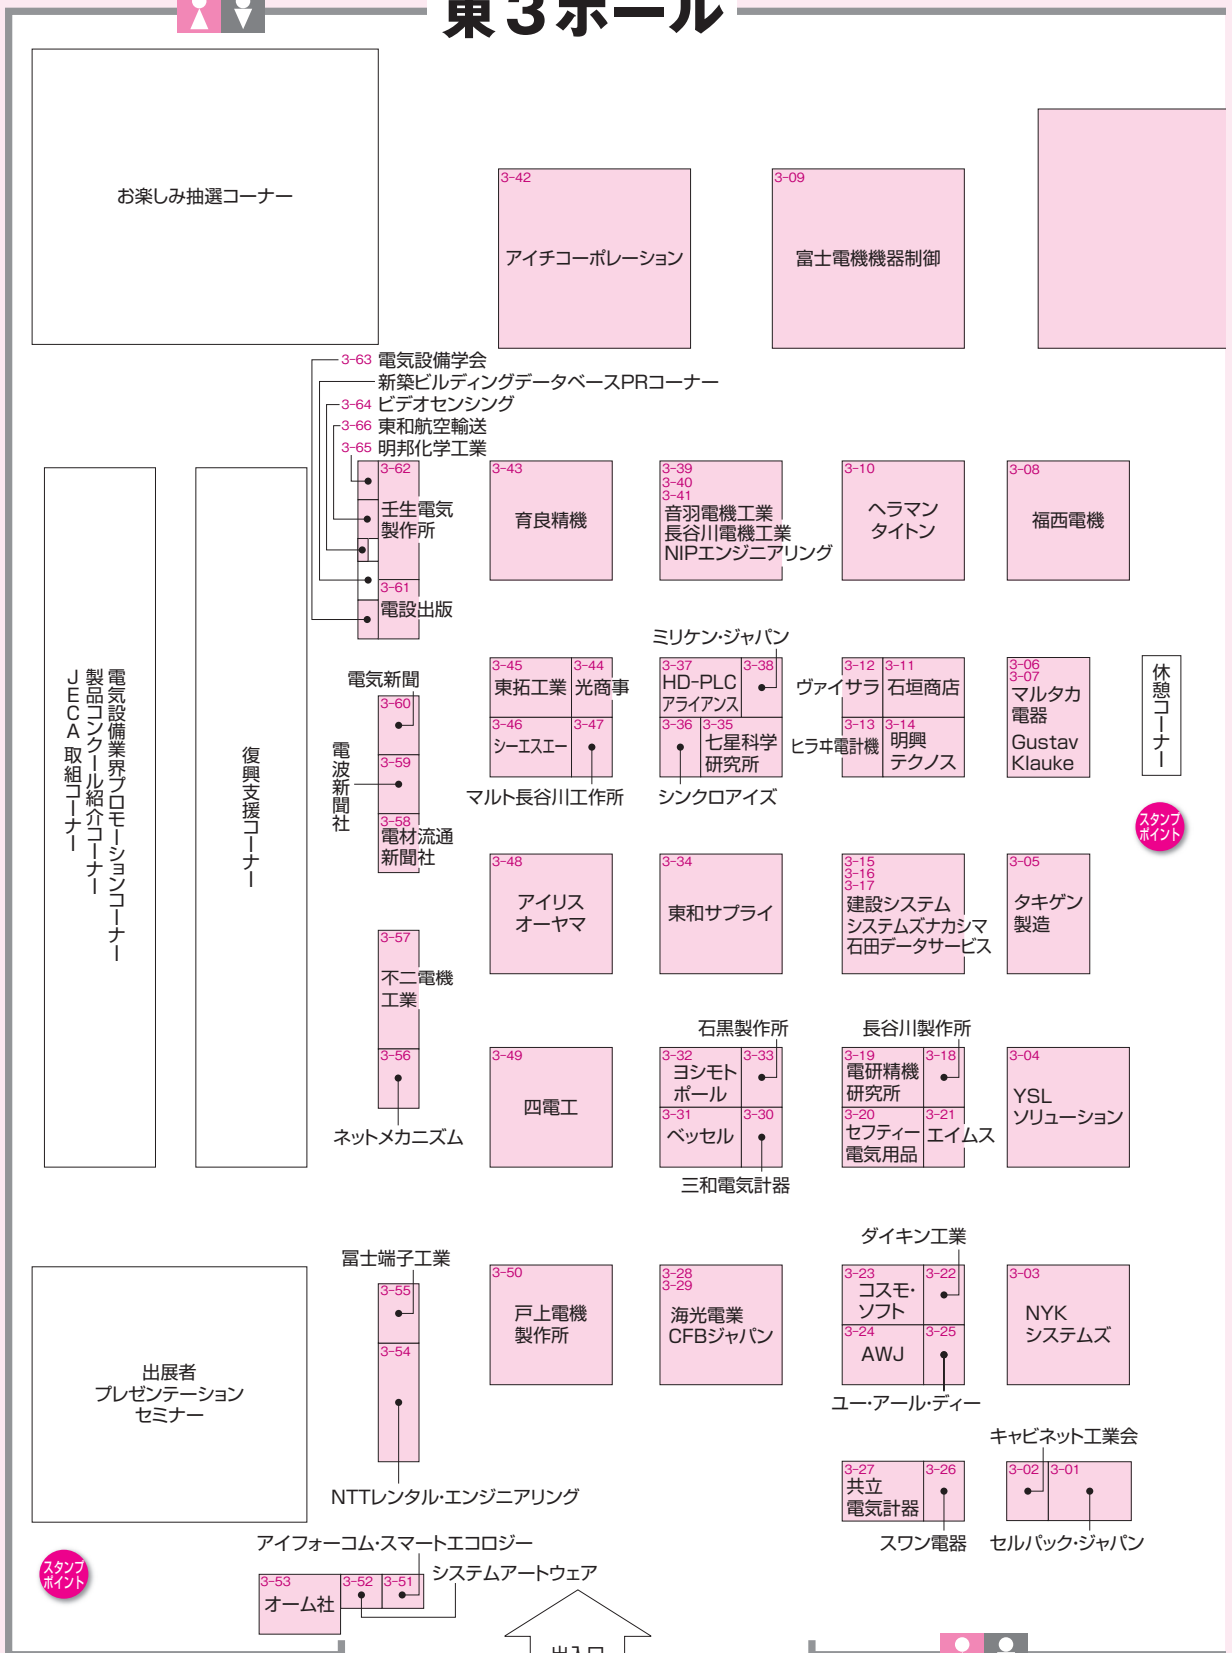 東3ホール
お楽しみ抽選コーナー
3-42
アイチコーポレーション
3-09
富士電機機器制御
3-63 電気設備学会
新築ビルディングデータベースPRコーナー
3-64 ビデオセンシング
3-66 東和航空輸送
3-65 明邦化学工業
3-62
壬生電気
製作所
3-61
電設出版
3-43
育良精機
3-39
3-40
3-41
音羽電機工業
長谷川電機工業
NIPエンジニアリング
3-10
ヘラマン
タイトン
3-08
福西電機
電気設備業界プロモーションコーナー
製品コンクール紹介コーナー
JECA 取組コーナー
復興支援コーナー
電気新聞
3-60
電波新聞社
3-59
3-58
電材流通
新聞社
3-45
東拓工業
3-44
光商事
3-46
シーエスエー
3-47
マルト長谷川工作所
ミリケン・ジャパン
3-37
HD-PLC
アライアンス
3-38
3-36
3-35
七星科学
研究所
シンクロアイズ
3-12
ヴァイサラ
3-11
石垣商店
3-13
ヒラヰ電計機
3-14
明興
テクノス
3-06
3-07
マルタカ
電器
Gustav
Klauke
休憩コーナー
スタンプ
ポイント
3-48
アイリス
オーヤマ
3-34
東和サプライ
3-15
3-16
3-17
建設システム
システムズナカシマ
石田データサービス
3-05
タキゲン
製造
3-57
不二電機
工業
3-56
ネットメカニズム
3-49
四電工
石黒製作所
3-32
ヨシモト
ポール
3-33
3-31
ベッセル
3-30
三和電気計器
長谷川製作所
3-19
電研精機
研究所
3-18
3-20
セフティー
電気用品
3-21
エイムス
3-04
YSL
ソリューション
出展者
プレゼンテーション
セミナー
冨士端子工業
3-55
3-54
NTTレンタル・エンジニアリング
3-50
戸上電機
製作所
3-28
3-29
海光電業
CFBジャパン
ダイキン工業
3-23
コスモ・
ソフト
3-22
3-24
AWJ
3-25
ユー・アール・ディー
3-03
NYK
システムズ
3-27
共立
電気計器
3-26
スワン電器
キャビネット工業会
3-02
3-01
セルパック・ジャパン
スタンプ
ポイント
アイフォーコム・スマートエコロジー
システムアートウェア
3-53
オーム社
3-52
3-51
出入口